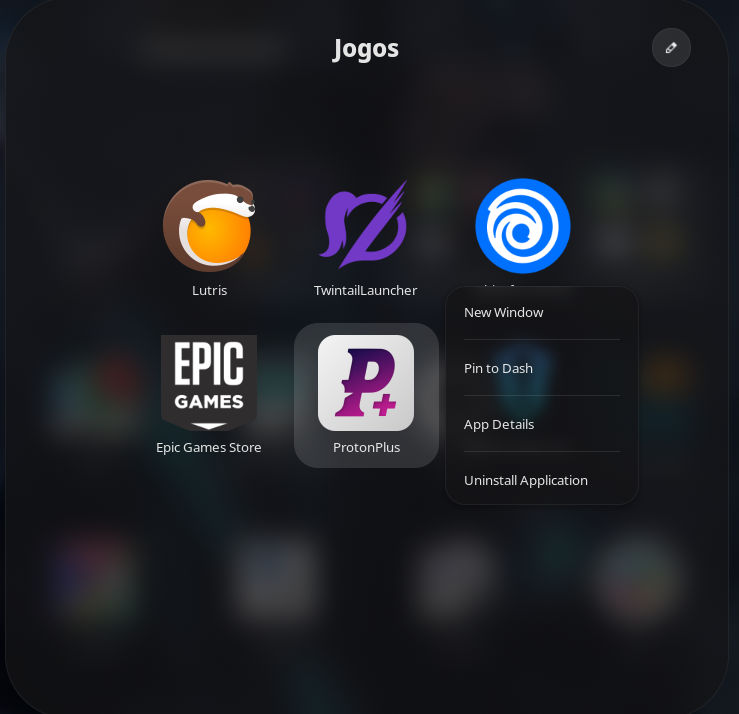 Jogos
Lutris
TwintailLauncher
EPIC
GAMES
Epic Games Store
P+
ProtonPlus
New Window
Pin to Dash
App Details
Uninstall Application